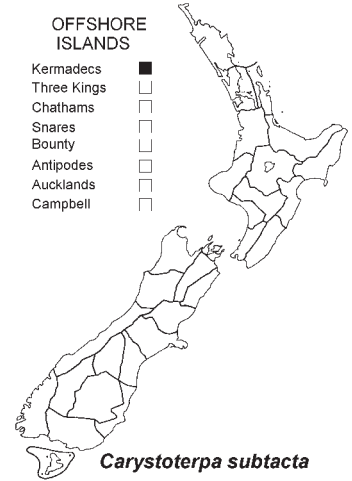 OFFSHORE
ISLANDS
Kermadecs
Three Kings
Chathams
Snares
Bounty
Antipodes
Aucklands
Campbell
Carystoterpa subtacta